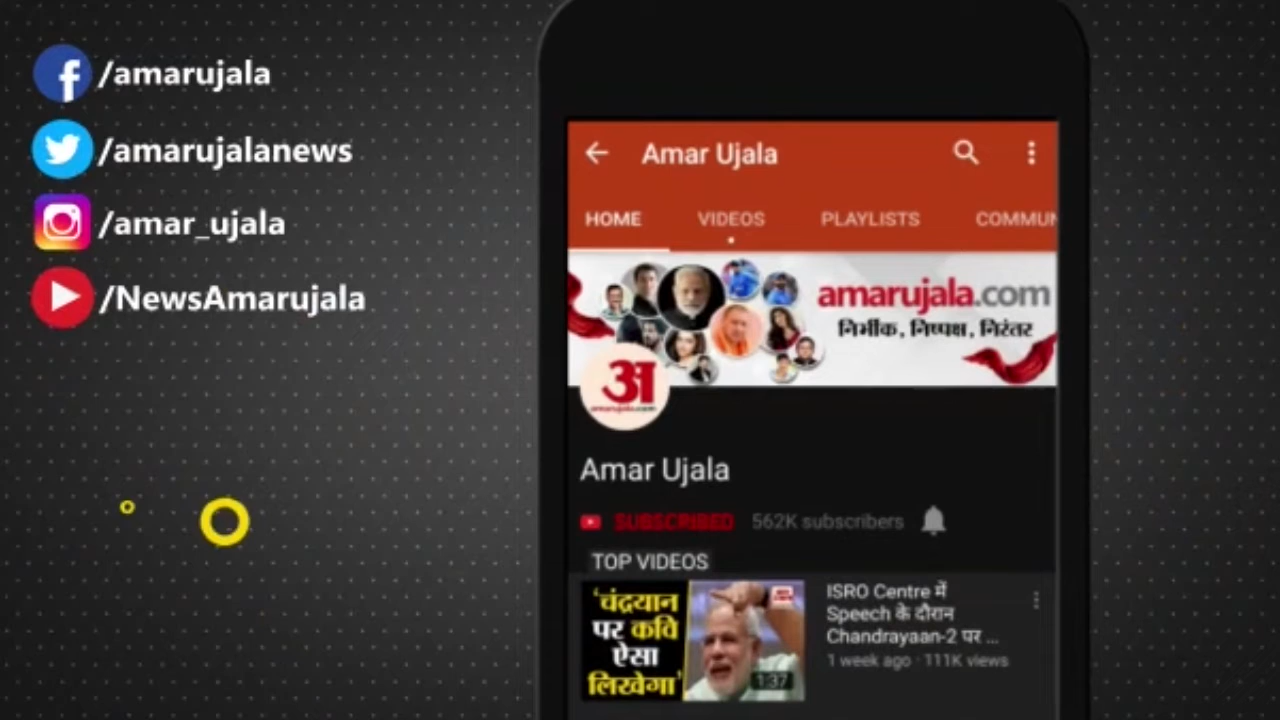 /amarujala
/amarujalanews
/amar_ujala
/NewsAmarujala
Amar Ujala
HOME VIDEOS PLAYLISTS COMMUN
amarujala.com
निर्भीक, निष्पक्ष, निरंतर
अ
amarujala.com
Amar Ujala
SUBSCRIBED 562K subscribers
TOP VIDEOS
'चंद्रयान
पर कवि
ऐसा
लिखेगा'
1:37
ISRO Centre में
Speech के दौरान
Chandrayaan-2 पर ...
1 week ago · 111K views